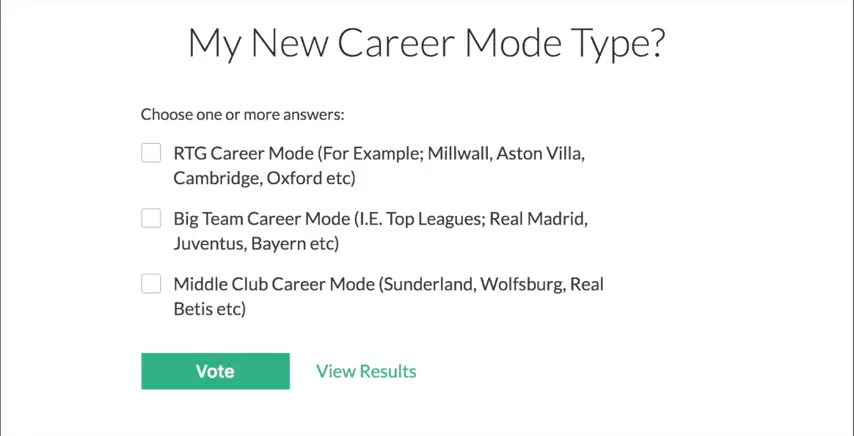 My New Career Mode Type?
Choose one or more answers:
RTG Career Mode (For Example; Millwall, Aston Villa,
Cambridge, Oxford etc)
Big Team Career Mode (I.E. Top Leagues; Real Madrid,
Juventus, Bayern etc)
Middle Club Career Mode (Sunderland, Wolfsburg, Real
Betis etc)
Vote
View Results